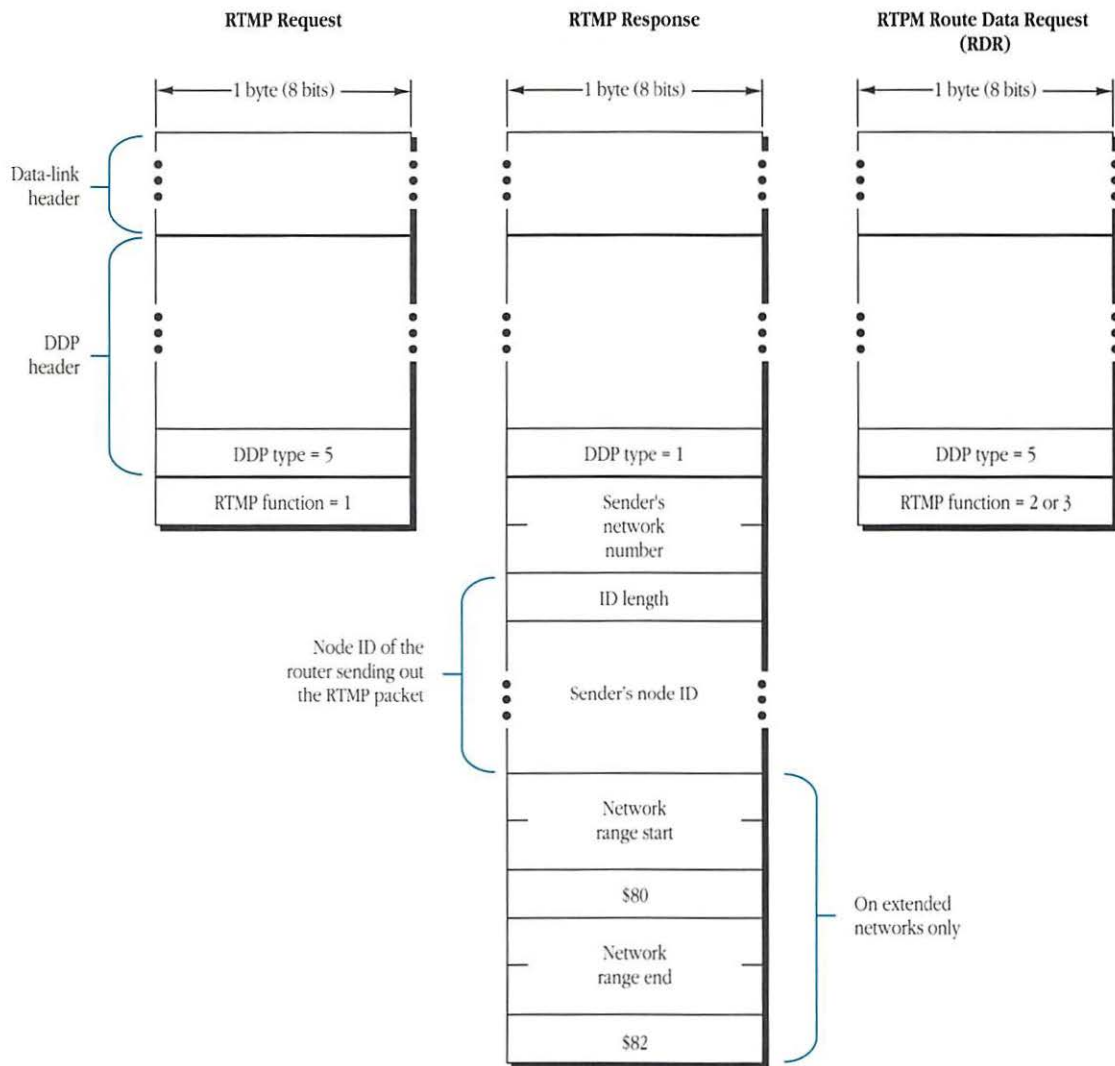 RTMP Request
RTMP Response
RTPM Route Data Request
(RDR)
1 byte (8 bits)
1 byte (8 bits)
1 byte (8 bits)
Data-link
header
DDP
header
DDP type = 5
DDP type = 1
DDP type = 5
RTMP function = 1
Sender's
network
number
RTMP function = 2 or 3
ID length
Node ID of the
router sending out
the RTMP packet
Sender's node ID
Network
range start
$80
On extended
networks only
Network
range end
$82